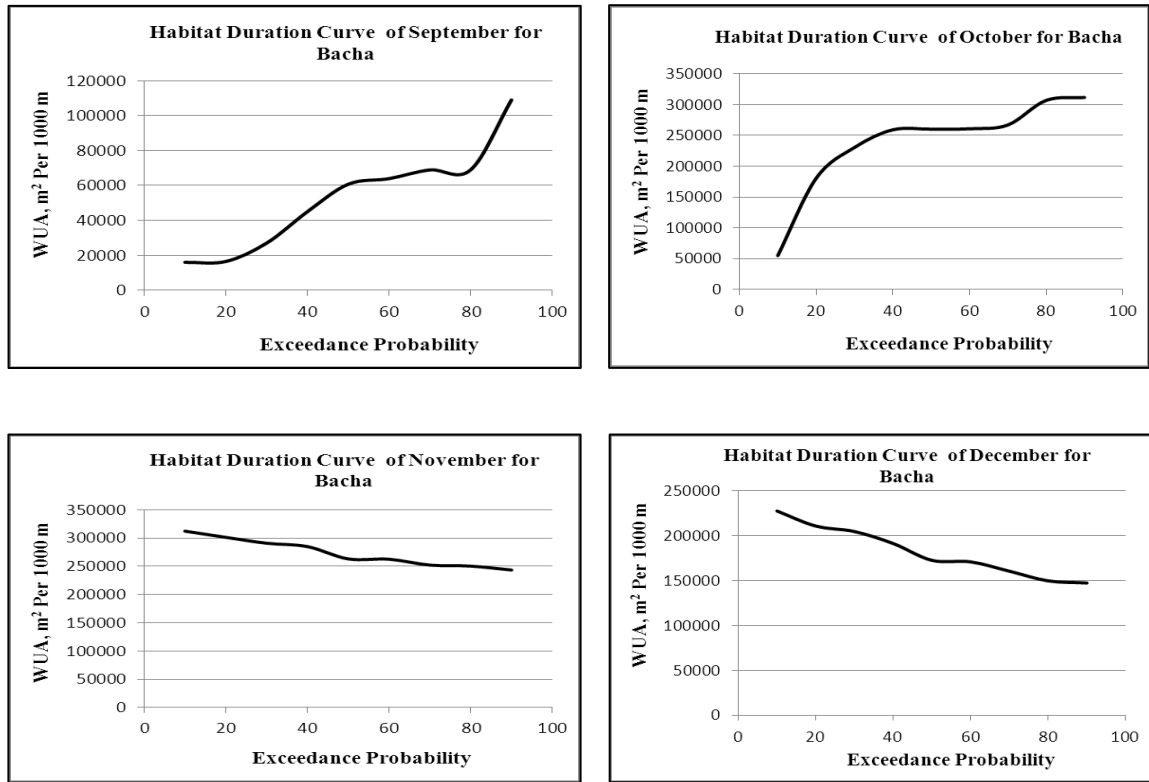 Habitat Duration Curve of September for
Bacha
WUA, m² Per 1000 m
120000
100000
80000
60000
40000
20000
0
0 20 40 60 80 100
Exceedance Probability
Habitat Duration Curve of October for Bacha
WUA, m² Per 1000 m
350000
300000
250000
200000
150000
100000
50000
0
0 20 40 60 80 100
Exceedance Probability
Habitat Duration Curve of November for
Bacha
WUA, m² Per 1000 m
350000
300000
250000
200000
150000
100000
50000
0
0 20 40 60 80 100
Exceedance Probability
Habitat Duration Curve of December for
Bacha
WUA, m² Per 1000 m
250000
200000
150000
100000
50000
0
0 20 40 60 80 100
Exceedance Probability